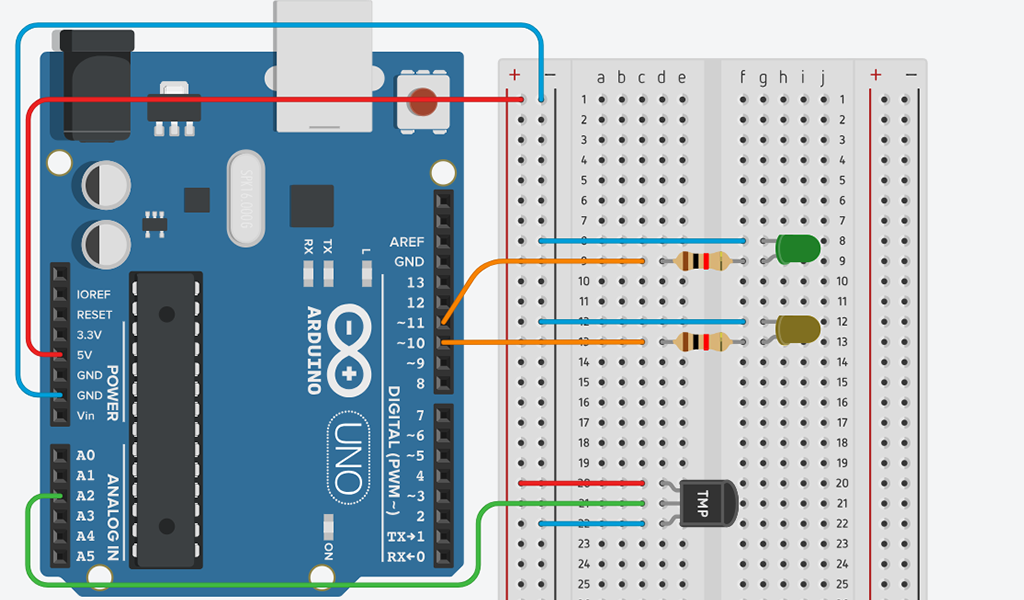 + − a b c d e f g h i j + −
1 1
2 2
3 3
4 4
5 5
6 6
7 7
8 8
9 9
10 10
11 11
12 12
13 13
14 14
15 15
16 16
17 17
18 18
19 19
20 20
21 21
22 22
23 23
24 24
25 25
SPK16.000G
RX
TX
L
AREF
GND
13
12
~11
~10
~9
8
7
~6
~5
4
~3
2
TX→1
RX←0
DIGITAL (PWM ~)
ARDUINO
UNO
ON
IOREF
RESET
3.3V
5V
GND
GND
Vin
POWER
A0
A1
A2
A3
A4
A5
ANALOG IN
TMP